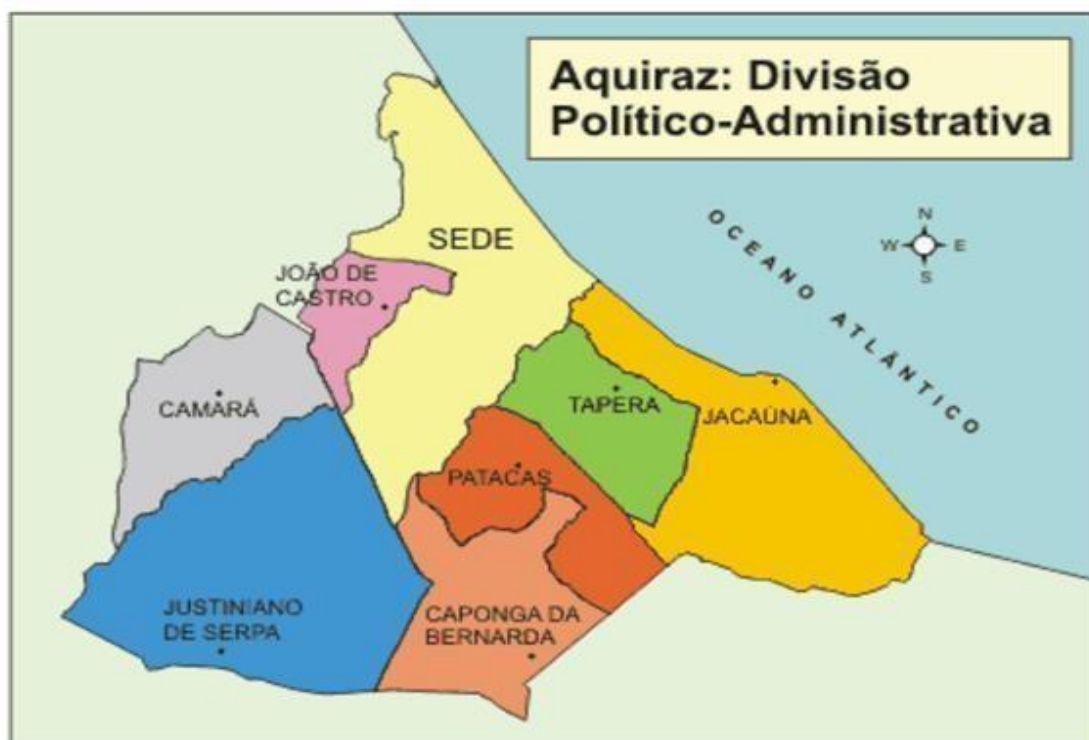 Aquiraz: Divisão
Político-Administrativa
N
W E
S
OCEANO ATLÂNTICO
SEDE
JOÃO DE
CASTRO
CAMARÁ
TAPERA
JACAÚNA
PATACAS
JUSTINIANO
DE SERPA
CAPONGA DA
BERNARDA